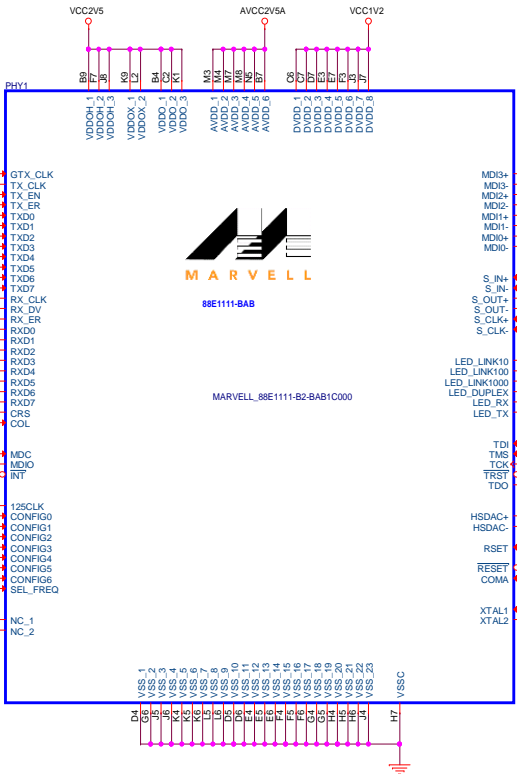 VCC2V5
AVCC2V5A
VCC1V2
PHY1
B9
F7
J8
K9
L2
B4
C2
K1
M3
M4
M7
M8
N5
B7
C6
C7
D7
E3
E7
F3
J3
J7
VDDOH_1
VDDOH_2
VDDOH_3
VDDOX_1
VDDOX_2
VDDO_1
VDDO_2
VDDO_3
AVDD_1
AVDD_2
AVDD_3
AVDD_4
AVDD_5
AVDD_6
DVDD_1
DVDD_2
DVDD_3
DVDD_4
DVDD_5
DVDD_6
DVDD_7
DVDD_8
GTX_CLK
TX_CLK
TX_EN
TX_ER
TXD0
TXD1
TXD2
TXD3
TXD4
TXD5
TXD6
TXD7
RX_CLK
RX_DV
RX_ER
RXD0
RXD1
RXD2
RXD3
RXD4
RXD5
RXD6
RXD7
CRS
COL
MDC
MDIO
INT
125CLK
CONFIG0
CONFIG1
CONFIG2
CONFIG3
CONFIG4
CONFIG5
CONFIG6
SEL_FREQ
NC_1
NC_2
MARVELL
88E1111-BAB
MARVELL_88E1111-B2-BAB1C000
MDI3+
MDI3-
MDI2+
MDI2-
MDI1+
MDI1-
MDI0+
MDI0-
S_IN+
S_IN-
S_OUT+
S_OUT-
S_CLK+
S_CLK-
LED_LINK10
LED_LINK100
LED_LINK1000
LED_DUPLEX
LED_RX
LED_TX
TDI
TMS
TCK
TRST
TDO
HSDAC+
HSDAC-
RSET
RESET
COMA
XTAL1
XTAL2
VSS_1
VSS_2
VSS_3
VSS_4
VSS_5
VSS_6
VSS_7
VSS_8
VSS_9
VSS_10
VSS_11
VSS_12
VSS_13
VSS_14
VSS_15
VSS_16
VSS_17
VSS_18
VSS_19
VSS_20
VSS_21
VSS_22
VSS_23
VSSC
D4
G6
J5
J6
K4
K5
K6
L5
L6
D5
D6
E4
E5
E6
F4
F5
F6
G4
G5
H4
H5
H6
J4
H7